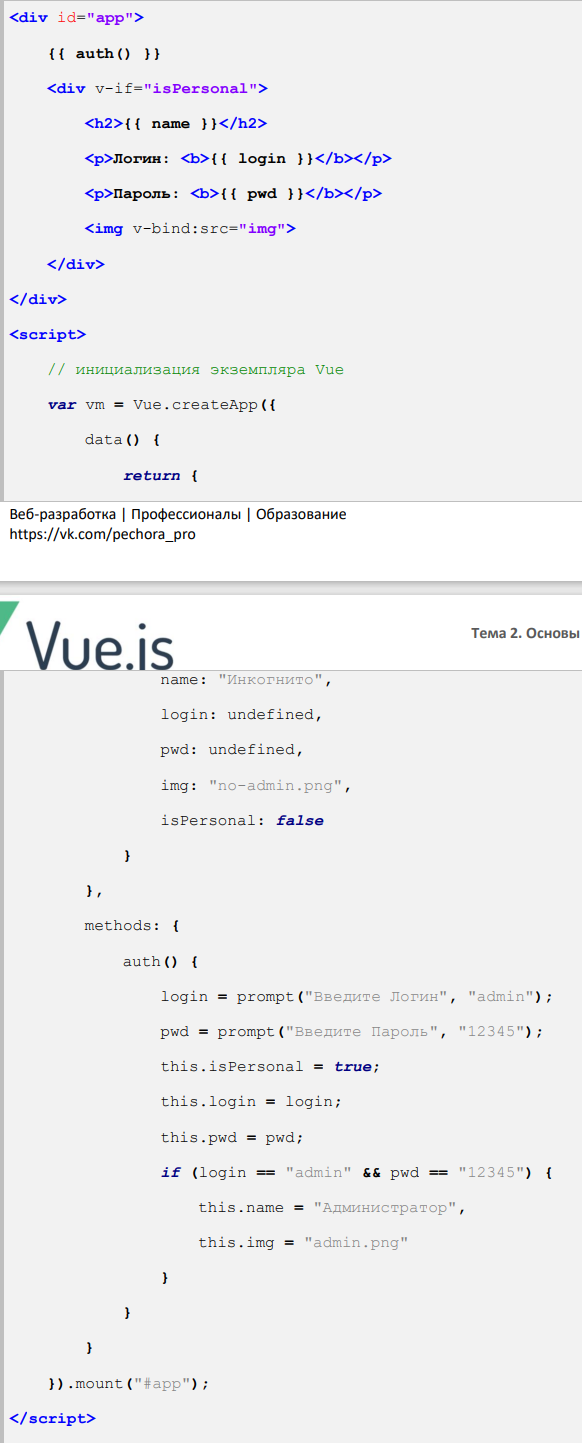 <div id="app">
{{ auth() }}
<div v-if="isPersonal">
<h2>{{ name }}</h2>
<p>Логин: <b>{{ login }}</b></p>
<p>Пароль: <b>{{ pwd }}</b></p>
<img v-bind:src="img">
</div>
</div>
<script>
// инициализация экземпляра Vue
var vm = Vue.createApp({
data() {
return {
Веб-разработка | Профессионалы | Образование
https://vk.com/pechora_pro
Vue.is
Тема 2. Основы
name: "Инкогнито",
login: undefined,
pwd: undefined,
img: "no-admin.png",
isPersonal: false
}
},
methods: {
auth() {
login = prompt("Введите Логин", "admin");
pwd = prompt("Введите Пароль", "12345");
this.isPersonal = true;
this.login = login;
this.pwd = pwd;
if (login == "admin" && pwd == "12345") {
this.name = "Администратор",
this.img = "admin.png"
}
}
}
}).mount("#app");
</script>